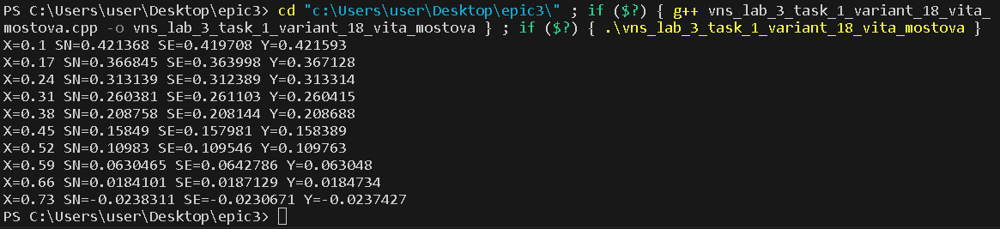 PS C:\Users\user\Desktop\epic3> cd "c:\Users\user\Desktop\epic3\" ; if ($?) { g++ vns_lab_3_task_1_variant_18_vita_
mostova.cpp -o vns_lab_3_task_1_variant_18_vita_mostova } ; if ($?) { .\vns_lab_3_task_1_variant_18_vita_mostova }
X=0.1 SN=0.421368 SE=0.419708 Y=0.421593
X=0.17 SN=0.366845 SE=0.363998 Y=0.367128
X=0.24 SN=0.313139 SE=0.312389 Y=0.313314
X=0.31 SN=0.260381 SE=0.261103 Y=0.260415
X=0.38 SN=0.208758 SE=0.208144 Y=0.208688
X=0.45 SN=0.15849 SE=0.157981 Y=0.158389
X=0.52 SN=0.10983 SE=0.109546 Y=0.109763
X=0.59 SN=0.0630465 SE=0.0642786 Y=0.063048
X=0.66 SN=0.0184101 SE=0.0187129 Y=0.0184734
X=0.73 SN=-0.0238311 SE=-0.0230671 Y=-0.0237427
PS C:\Users\user\Desktop\epic3>